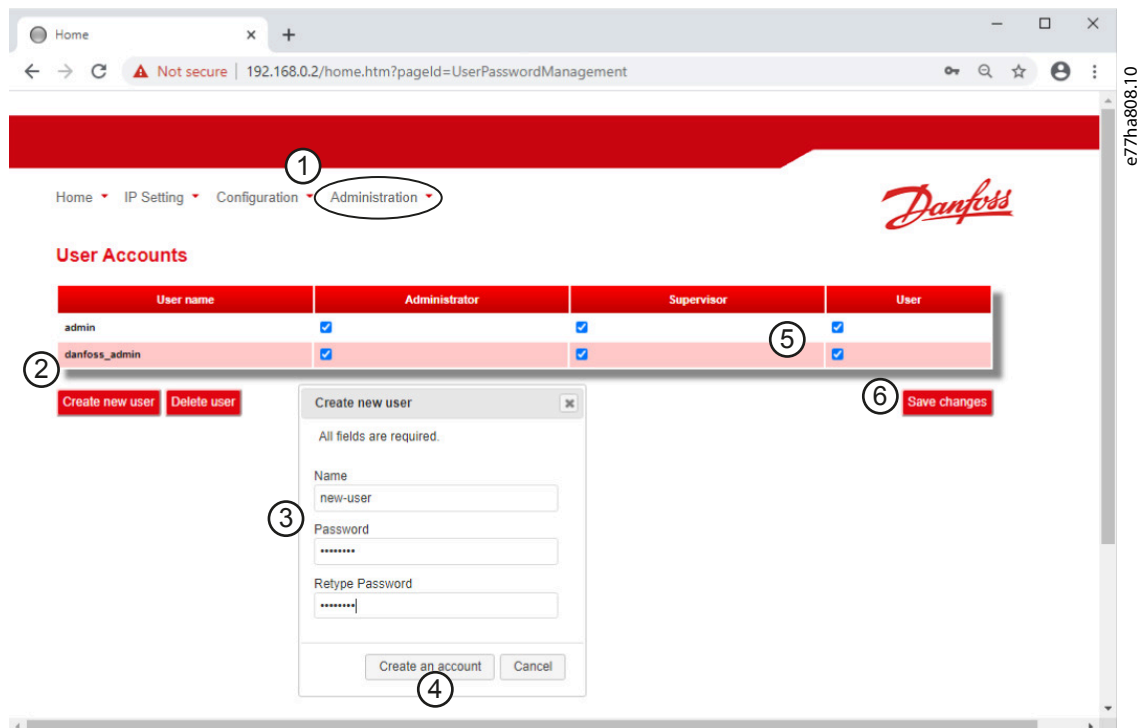 Home
Not secure | 192.168.0.2/home.htm?pageId=UserPasswordManagement
e77ha808.10
1
Home IP Setting Configuration Administration
Danfoss
User Accounts
User name Administrator Supervisor User
admin
5
danfoss_admin
2
Create new user Delete user
6
Save changes
Create new user
All fields are required.
Name
new-user
3
Password
••••••••
Retype Password
••••••••
Create an account Cancel
4